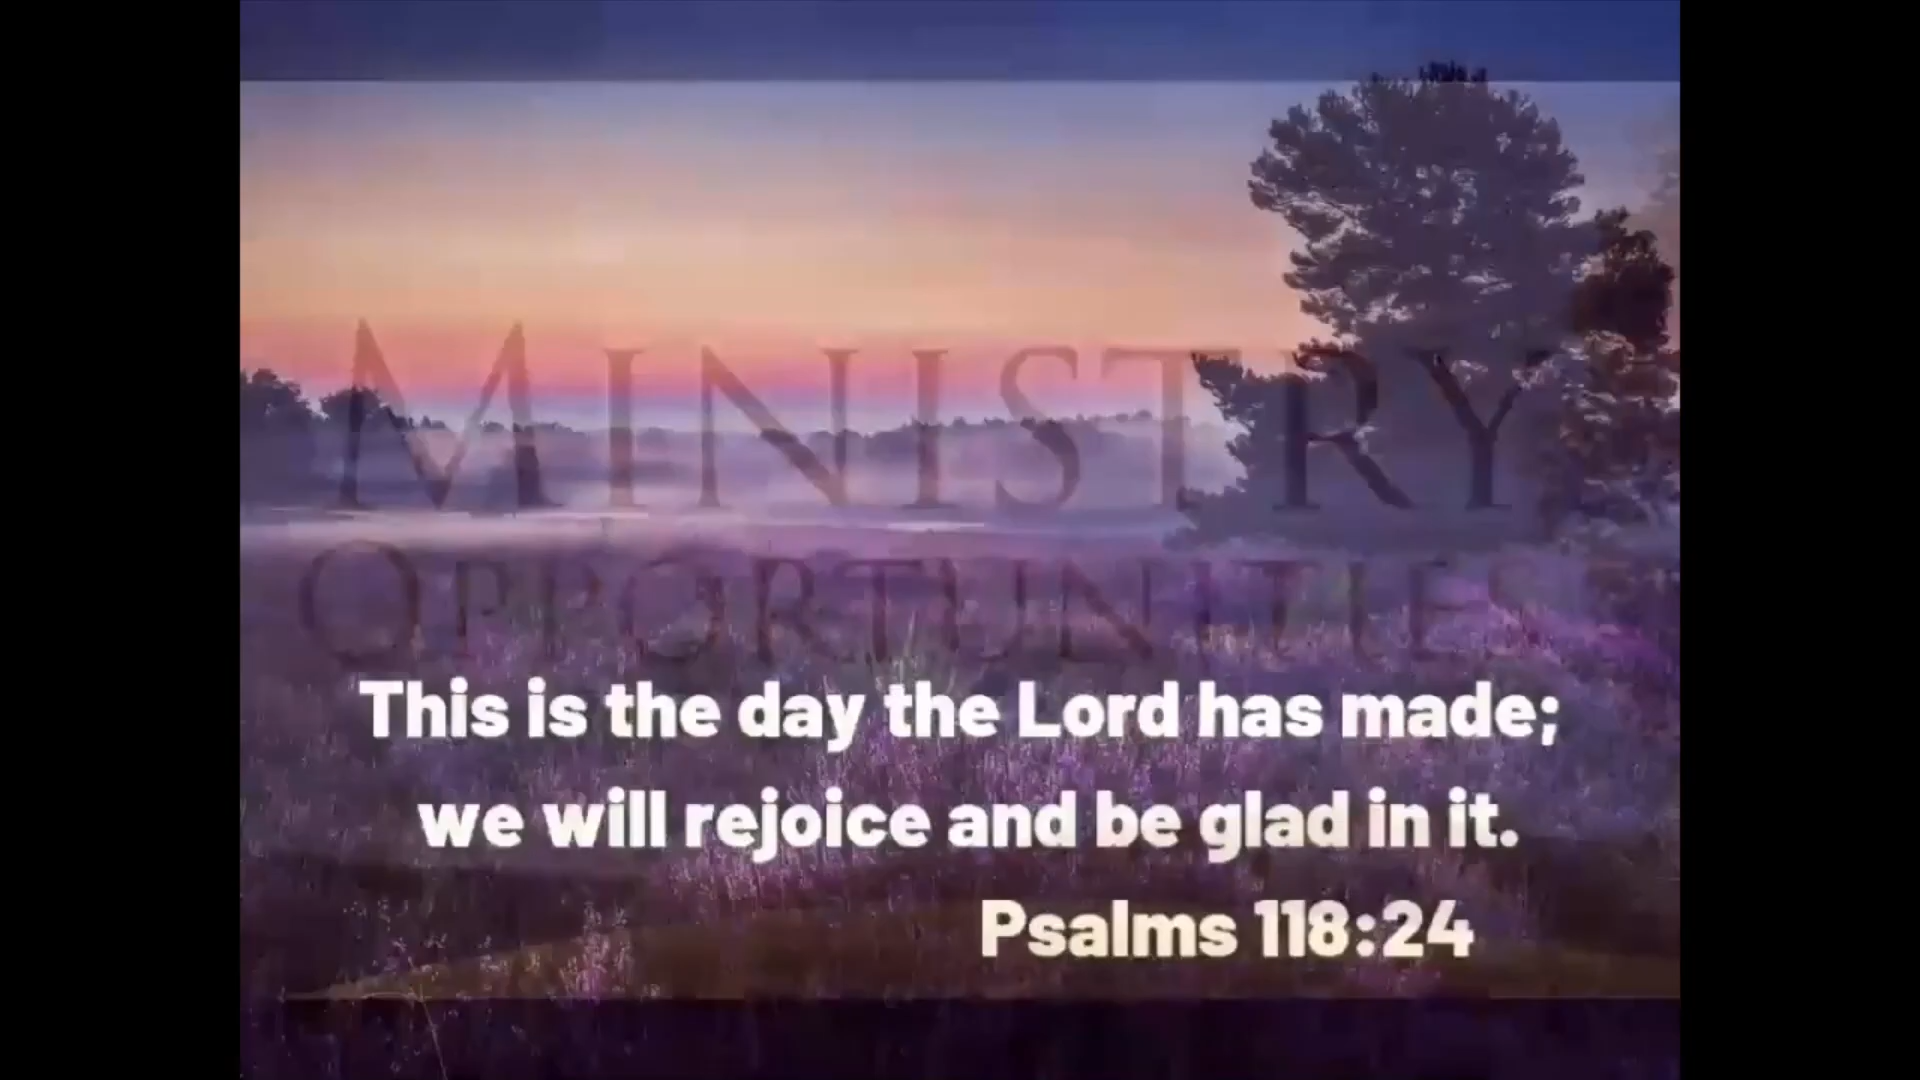 MINISTRY
OPPORTUNITIES
This is the day the Lord has made;
we will rejoice and be glad in it.
Psalms 118:24